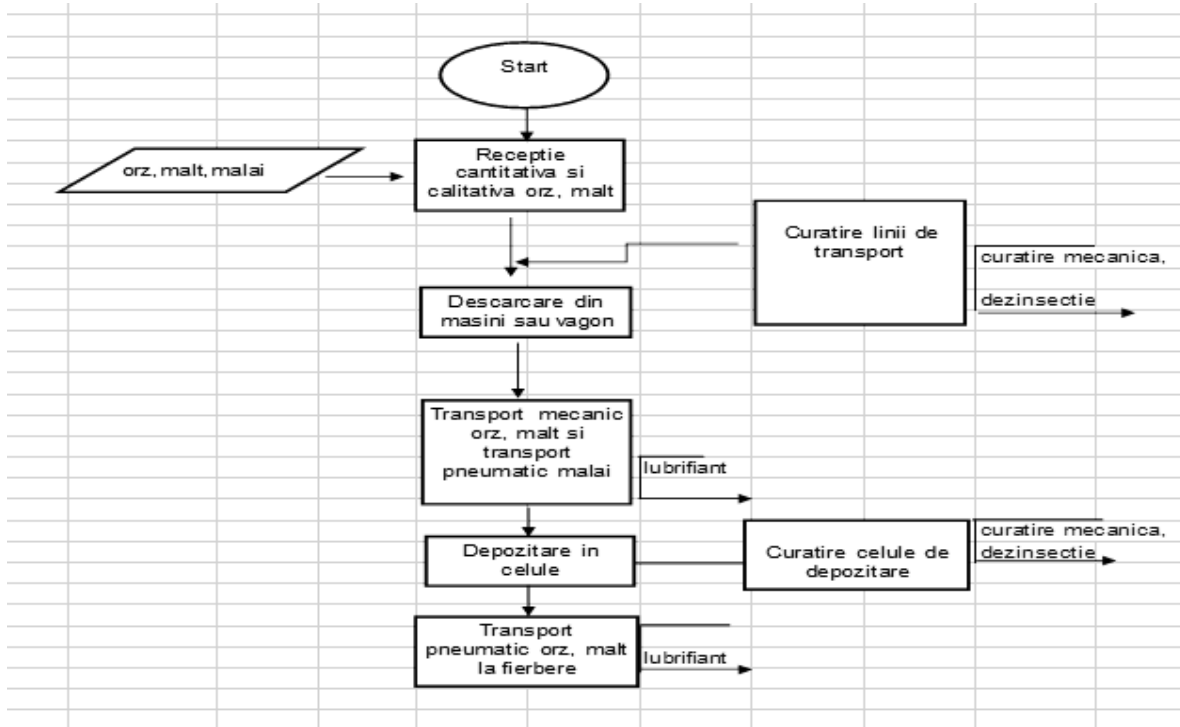 Start
orz, malt, malai
Receptie
cantitativa si
calitativa orz, malt
Curatire linii de
transport
curatire mecanica,
dezinsectie
Descarcare din
masini sau vagon
Transport mecanic
orz, malt si
transport
pneumatic malai
lubrifiant
Depozitare in
celule
Curatire celule de
depozitare
curatire mecanica,
dezinsectie
Transport
pneumatic orz, malt
la fierbere
lubrifiant